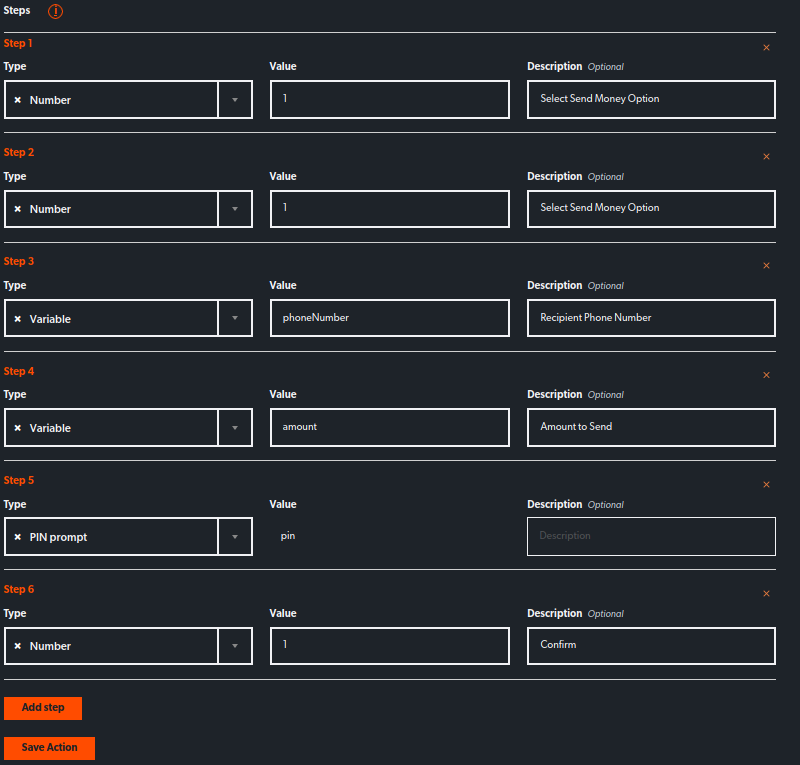 Steps
Step 1
Type Value Description Optional
× Number 1 Select Send Money Option
Step 2
Type Value Description Optional
× Number 1 Select Send Money Option
Step 3
Type Value Description Optional
× Variable phoneNumber Recipient Phone Number
Step 4
Type Value Description Optional
× Variable amount Amount to Send
Step 5
Type Value Description Optional
× PIN prompt pin Description
Step 6
Type Value Description Optional
× Number 1 Confirm
Add step
Save Action